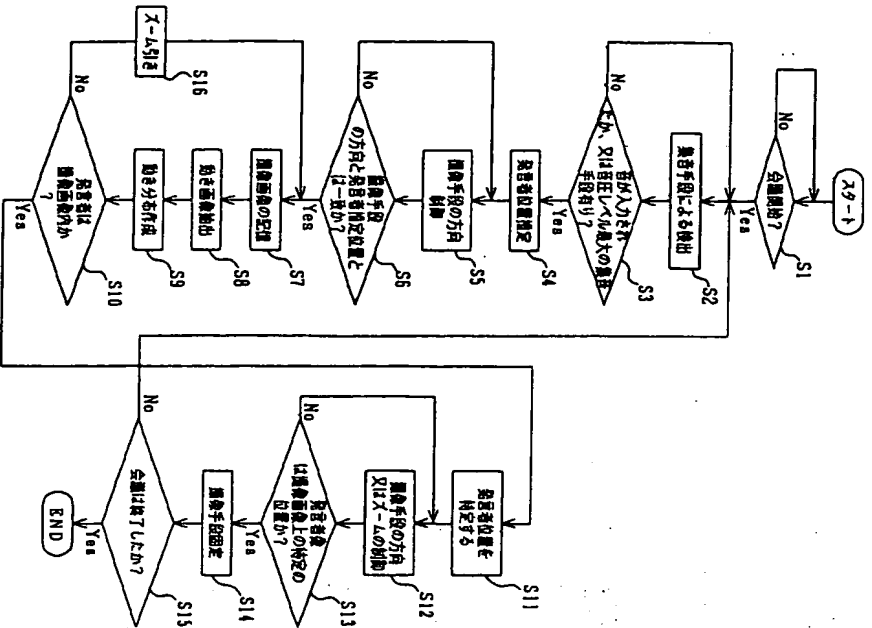 スタート
会議開始?
S1
No
Yes
集音手段による検出
S2
音が入力され
たか、又は音圧レベル最大の集音
手段有り?
S3
No
Yes
発言者位置推定
S4
撮像手段の方向
制御
S5
撮像手段
の方向と発言者推定位置と
は一致か?
S6
No
Yes
撮像画像の記憶
S7
動き画像抽出
S8
動き分布作成
S9
発言者は
撮像画像内か
?
S10
No
Yes
ズーム引き
S16
発言者位置を
特定する
S11
撮像手段の方向
又はズームの制御
S12
発言者像
は撮像画像上の特定の
位置か?
S13
No
Yes
撮像手段固定
S14
会議は終了したか?
S15
No
Yes
END